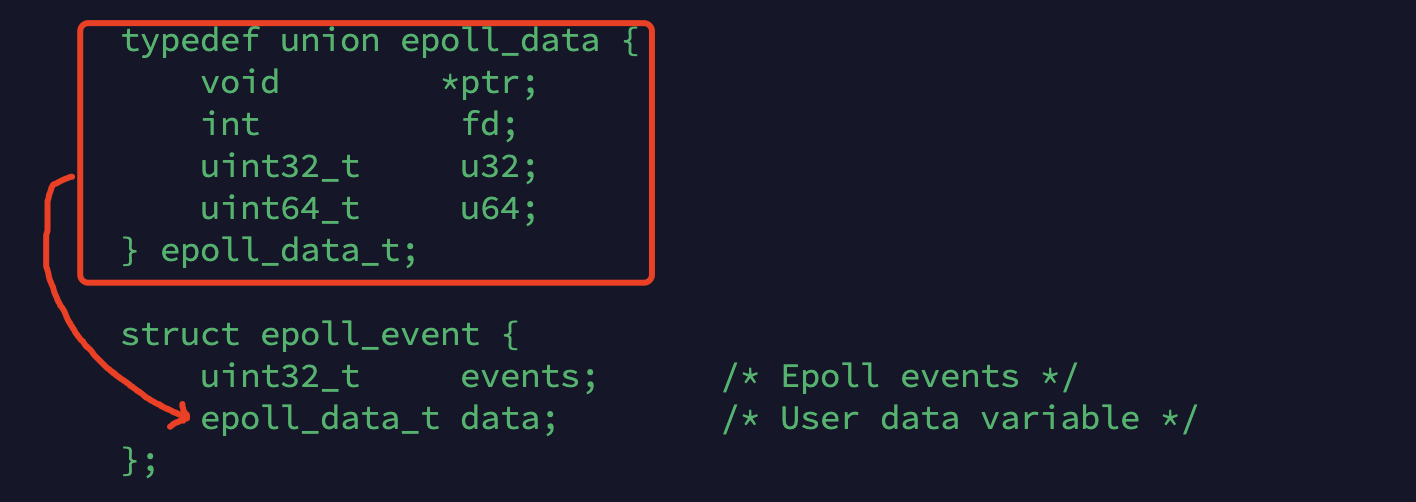 typedef union epoll_data {
    void        *ptr;
    int          fd;
    uint32_t     u32;
    uint64_t     u64;
} epoll_data_t;
struct epoll_event {
    uint32_t     events;      /* Epoll events */
    epoll_data_t data;        /* User data variable */
};